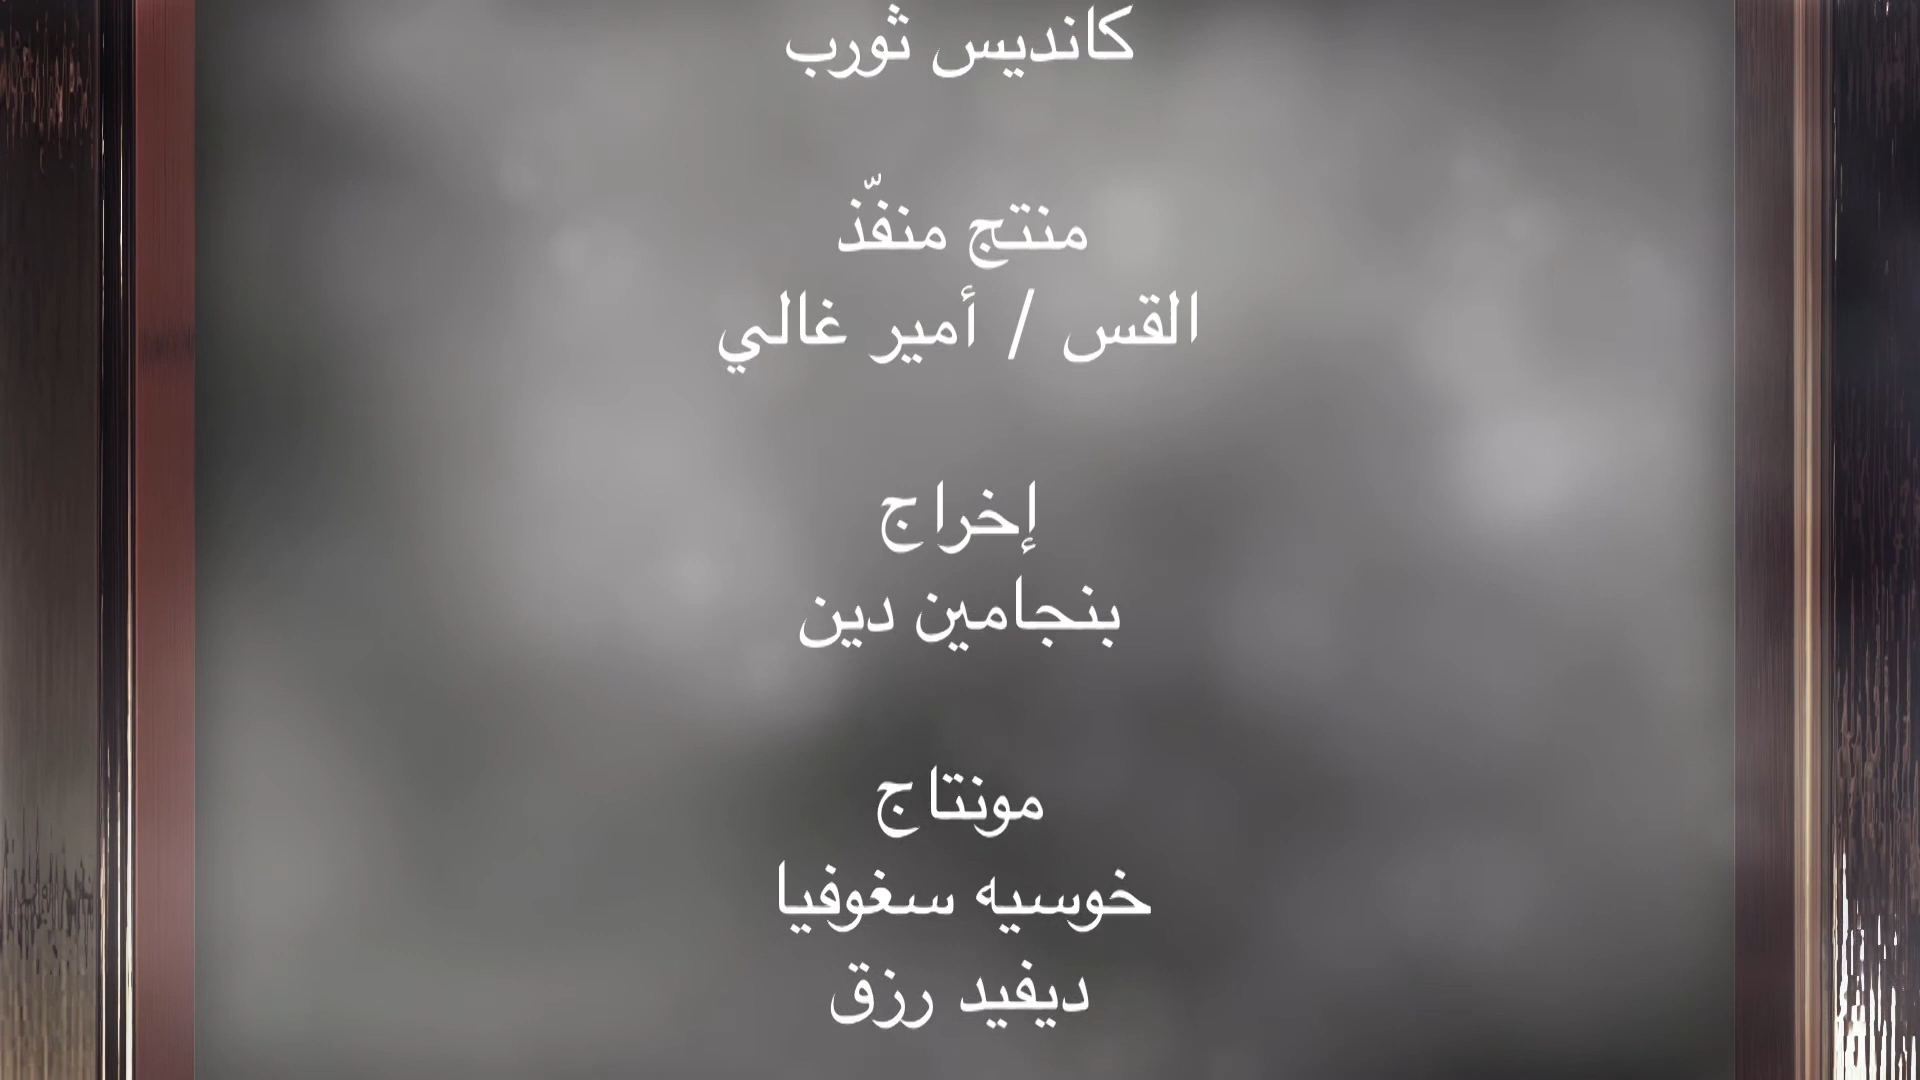 كانديس ثورب
منتج منفّذ
القس / أمير غالي
إخراج
بنجامين دين
مونتاج
خوسيه سغوفيا
ديفيد رزق